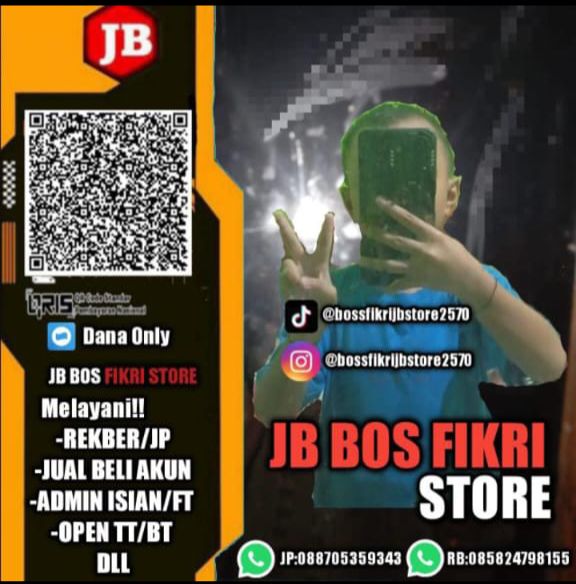 JB
QRIS QR Code Standar
Pembayaran Nasional
Dana Only
JB BOS FIKRI STORE
Melayani!!
-REKBER/JP
-JUAL BELI AKUN
-ADMIN ISIAN/FT
-OPEN TT/BT
DLL
@bossfikrijbstore2570
@bossfikrijbstore2570
JB BOS FIKRI
STORE
JP:088705359343
RB:085824798155